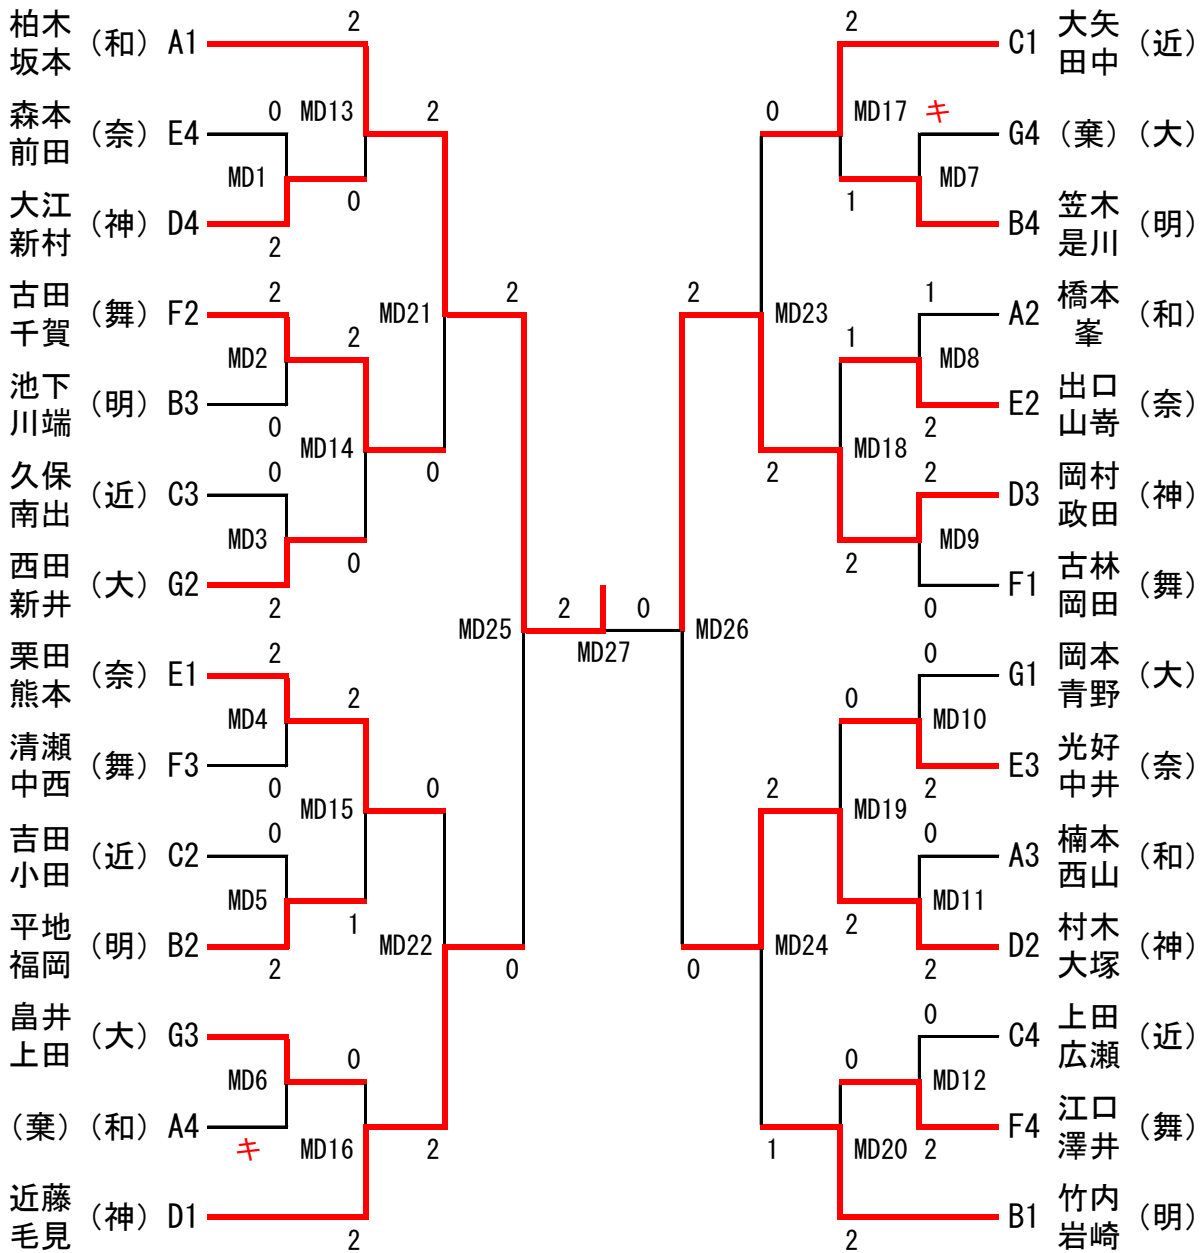 柏木
坂本
(和) A1
2
森本
前田
(奈) E4
0
MD13
2
MD1
大江
新村
(神) D4
2
0
古田
千賀
(舞) F2
2
MD21
2
MD2
2
池下
川端
(明) B3
0
MD14
久保
南出
(近) C3
0
0
MD3
西田
新井
(大) G2
2
0
MD25
2
MD27
0
MD26
栗田
熊本
(奈) E1
2
MD4
2
清瀬
中西
(舞) F3
0
MD15
0
吉田
小田
(近) C2
0
MD5
1
MD22
平地
福岡
(明) B2
2
0
畠井
上田
(大) G3
MD6
0
(棄) (和) A4
キ
MD16
2
近藤
毛見
(神) D1
2
2
C1
大矢
田中
(近)
0
MD17
キ
G4 (棄) (大)
MD7
1
B4
笠木
是川
(明)
2
MD23
1
A2
橋本
峯
(和)
1
MD8
E2
出口
山嵜
(奈)
2
MD18
2
2
D3
岡村
政田
(神)
MD9
2
F1
古林
岡田
(舞)
0
0
G1
岡本
青野
(大)
0
MD10
E3
光好
中井
(奈)
2
2
MD19
0
A3
楠本
西山
(和)
MD11
2
D2
村木
大塚
(神)
2
MD24
0
0
C4
上田
広瀬
(近)
0
MD12
F4
江口
澤井
(舞)
2
1
MD20
B1
竹内
岩崎
(明)
2